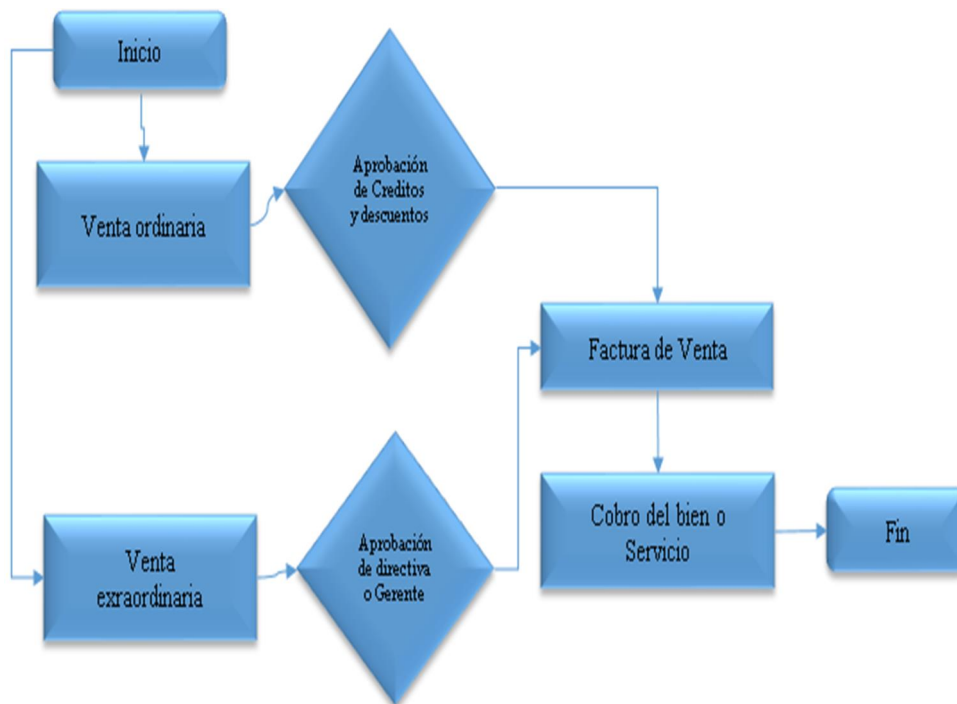 Inicio
Venta ordinaria
Aprobación
de Creditos
y descuentos
Factura de Venta
Cobro del bien o
Servicio
Fin
Venta
exraordinaria
Aprobación
de directiva
o Gerente